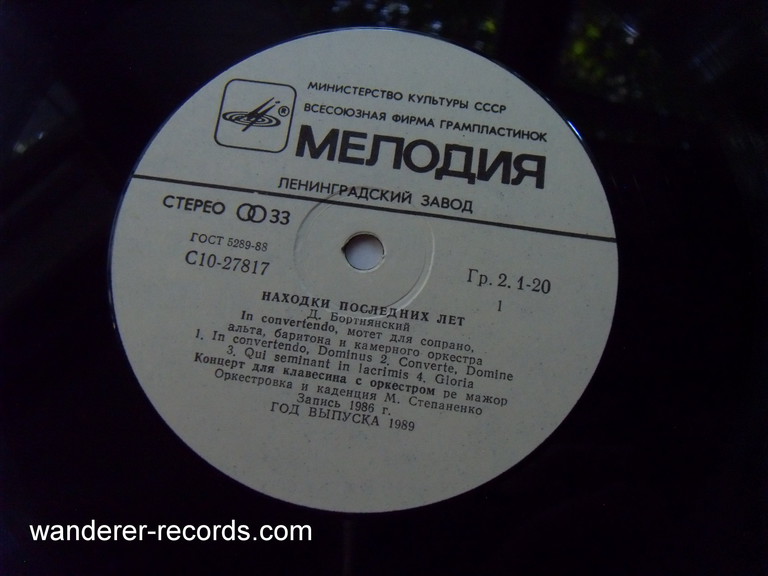 МИНИСТЕРСТВО КУЛЬТУРЫ СССР
ВСЕСОЮЗНАЯ ФИРМА ГРАМПЛАСТИНОК
®
МЕЛОДИЯ
ЛЕНИНГРАДСКИЙ ЗАВОД
СТЕРЕО 33
ГОСТ 5289-88
С10-27817
Гр. 2. 1-20
1
НАХОДКИ ПОСЛЕДНИХ ЛЕТ
Д. Бортнянский
In convertendo, мотет для сопрано,
альта, баритона и камерного оркестра
1. In convertendo, Dominus 2. Converte, Domine
3. Qui seminant in lacrimis 4. Gloria
Концерт для клавесина с оркестром ре мажор
Оркестровка и каденция М. Степаненко
Запись 1986 г.
ГОД ВЫПУСКА 1989
wanderer-records.com